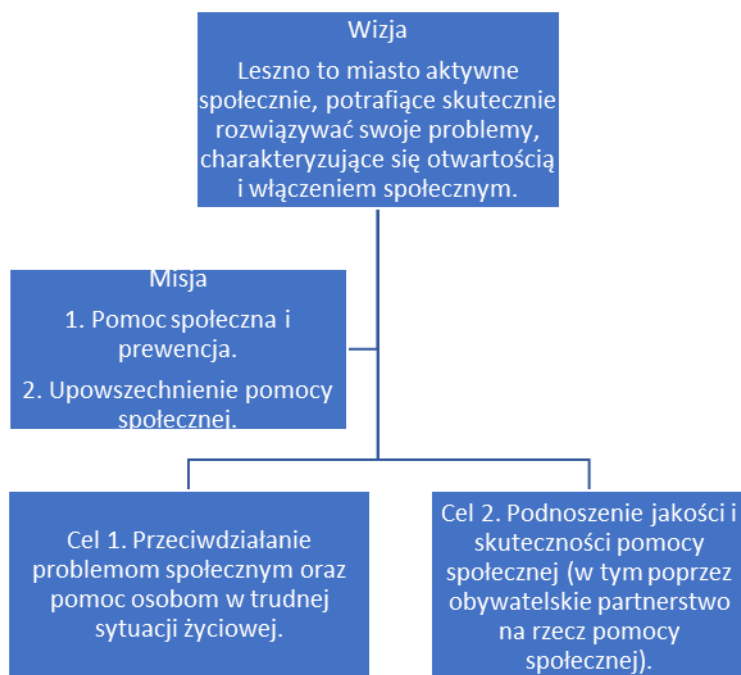 Wizja
Leszno to miasto aktywne
społecznie, potrafiące skutecznie
rozwiązywać swoje problemy,
charakteryzujące się otwartością
i włączeniem społecznym.
Misja
1. Pomoc społeczna i
prewencja.
2. Upowszechnienie pomocy
społecznej.
Cel 1. Przeciwdziałanie
problemom społecznym oraz
pomoc osobom w trudnej
sytuacji życiowej.
Cel 2. Podnoszenie jakości i
skuteczności pomocy
społecznej (w tym poprzez
obywatelskie partnerstwo
na rzecz pomocy
społecznej).